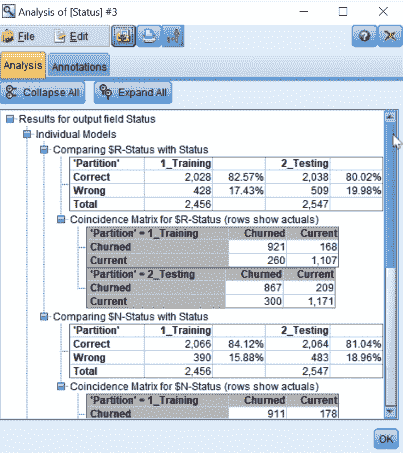 Analysis of [Status] #3
File Edit
Analysis Annotations
Collapse All Expand All
Results for output field Status
Individual Models
Comparing $R-Status with Status
'Partition' 1_Training 2_Testing
Correct 2,028 82.57% 2,038 80.02%
Wrong 428 17.43% 509 19.98%
Total 2,456 2,547
Coincidence Matrix for $R-Status (rows show actuals)
'Partition' = 1_Training Churned Current
Churned 921 168
Current 260 1,107
'Partition' = 2_Testing Churned Current
Churned 867 209
Current 300 1,171
Comparing $N-Status with Status
'Partition' 1_Training 2_Testing
Correct 2,066 84.12% 2,064 81.04%
Wrong 390 15.88% 483 18.96%
Total 2,456 2,547
Coincidence Matrix for $N-Status (rows show actuals)
'Partition' = 1_Training Churned Current
Churned 911 178
OK